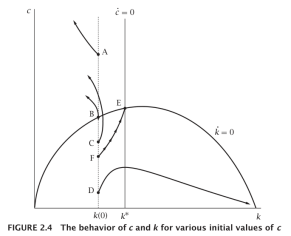 c
ċ = 0
A
B
E
k̇ = 0
C
F
D
k(0)
k*
k
FIGURE 2.4 The behavior of c and k for various initial values of c